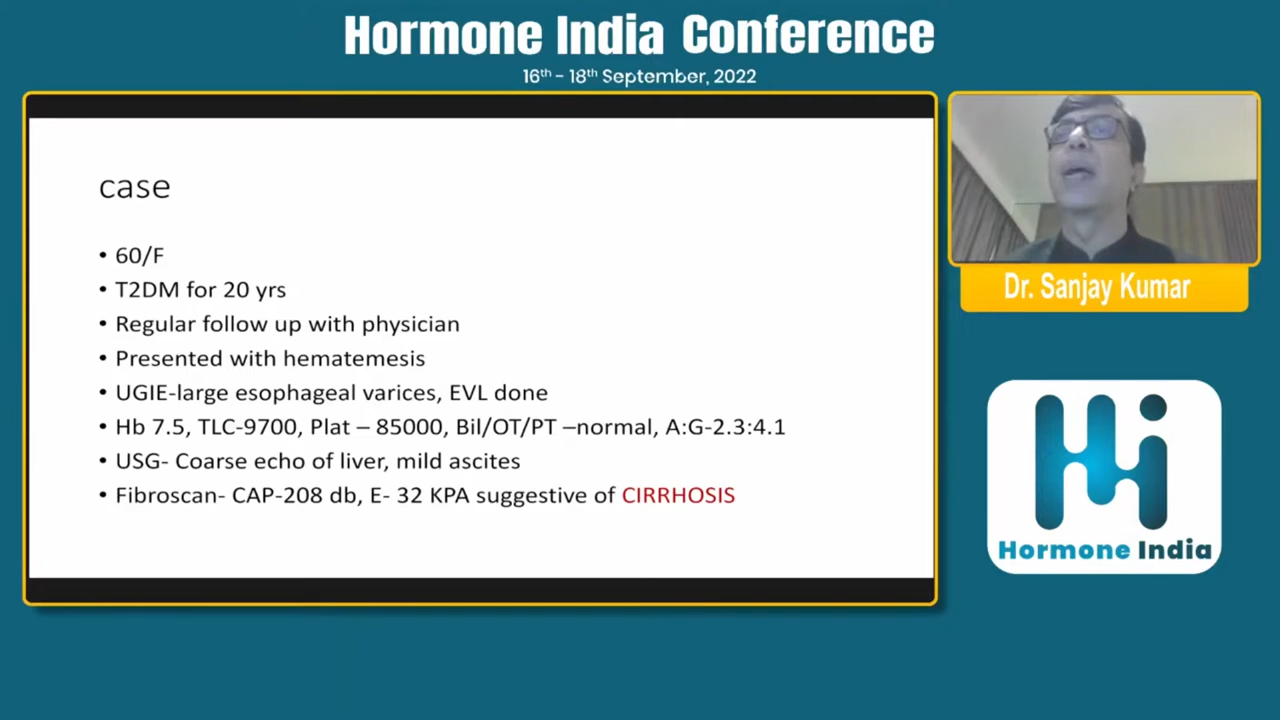 Hormone India Conference
16th - 18th September, 2022
case
• 60/F
• T2DM for 20 yrs
• Regular follow up with physician
• Presented with hematemesis
• UGIE-large esophageal varices, EVL done
• Hb 7.5, TLC-9700, Plat – 85000, Bil/OT/PT –normal, A:G-2.3:4.1
• USG- Coarse echo of liver, mild ascites
• Fibroscan- CAP-208 db, E- 32 KPA suggestive of CIRRHOSIS
Dr. Sanjay Kumar
Hi
Hormone India